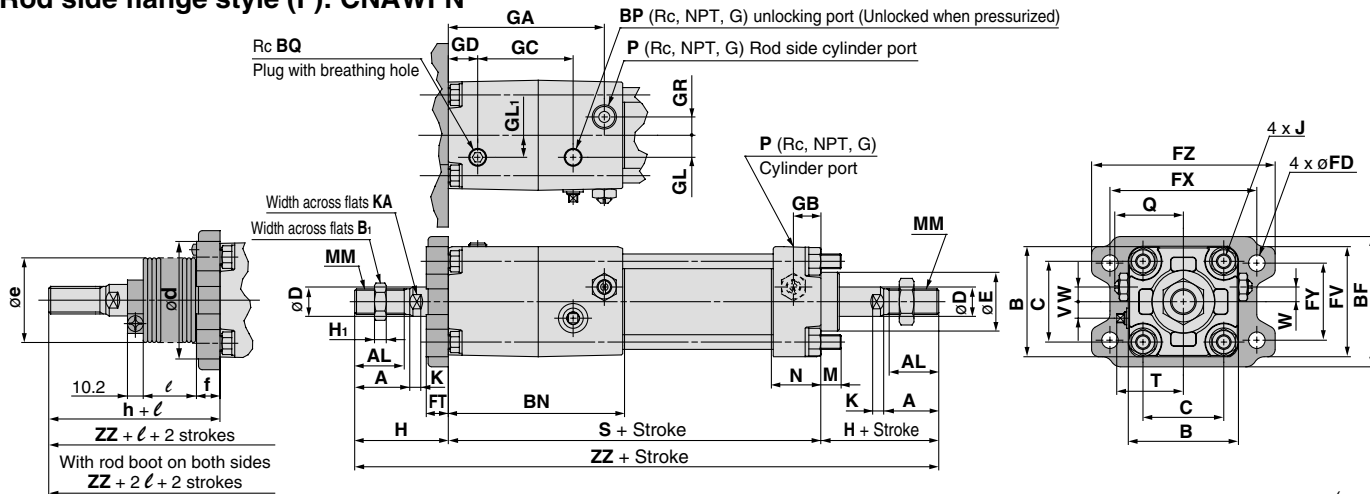 Rod side flange style (F): CNAWFN
GA
BP (Rc, NPT, G) unlocking port (Unlocked when pressurized)
Rc BQ
Plug with breathing hole
GD
GC
P (Rc, NPT, G) Rod side cylinder port
GR
GL1
GL
P (Rc, NPT, G)
Cylinder port
4 x J
FZ
4 x øFD
FX
Q
Width across flats KA
Width across flats B1
MM
GB
MM
øe
ød
øD
øD
øE
B
C
VW
W
FY
FV
BF
H1
AL
A
K
FT
BN
N
M
AL
K
A
T
C
B
10.2
ℓ
f
h + ℓ
H
S + Stroke
H + Stroke
ZZ + ℓ + 2 strokes
ZZ + Stroke
With rod boot on both sides
ZZ + 2 ℓ + 2 strokes